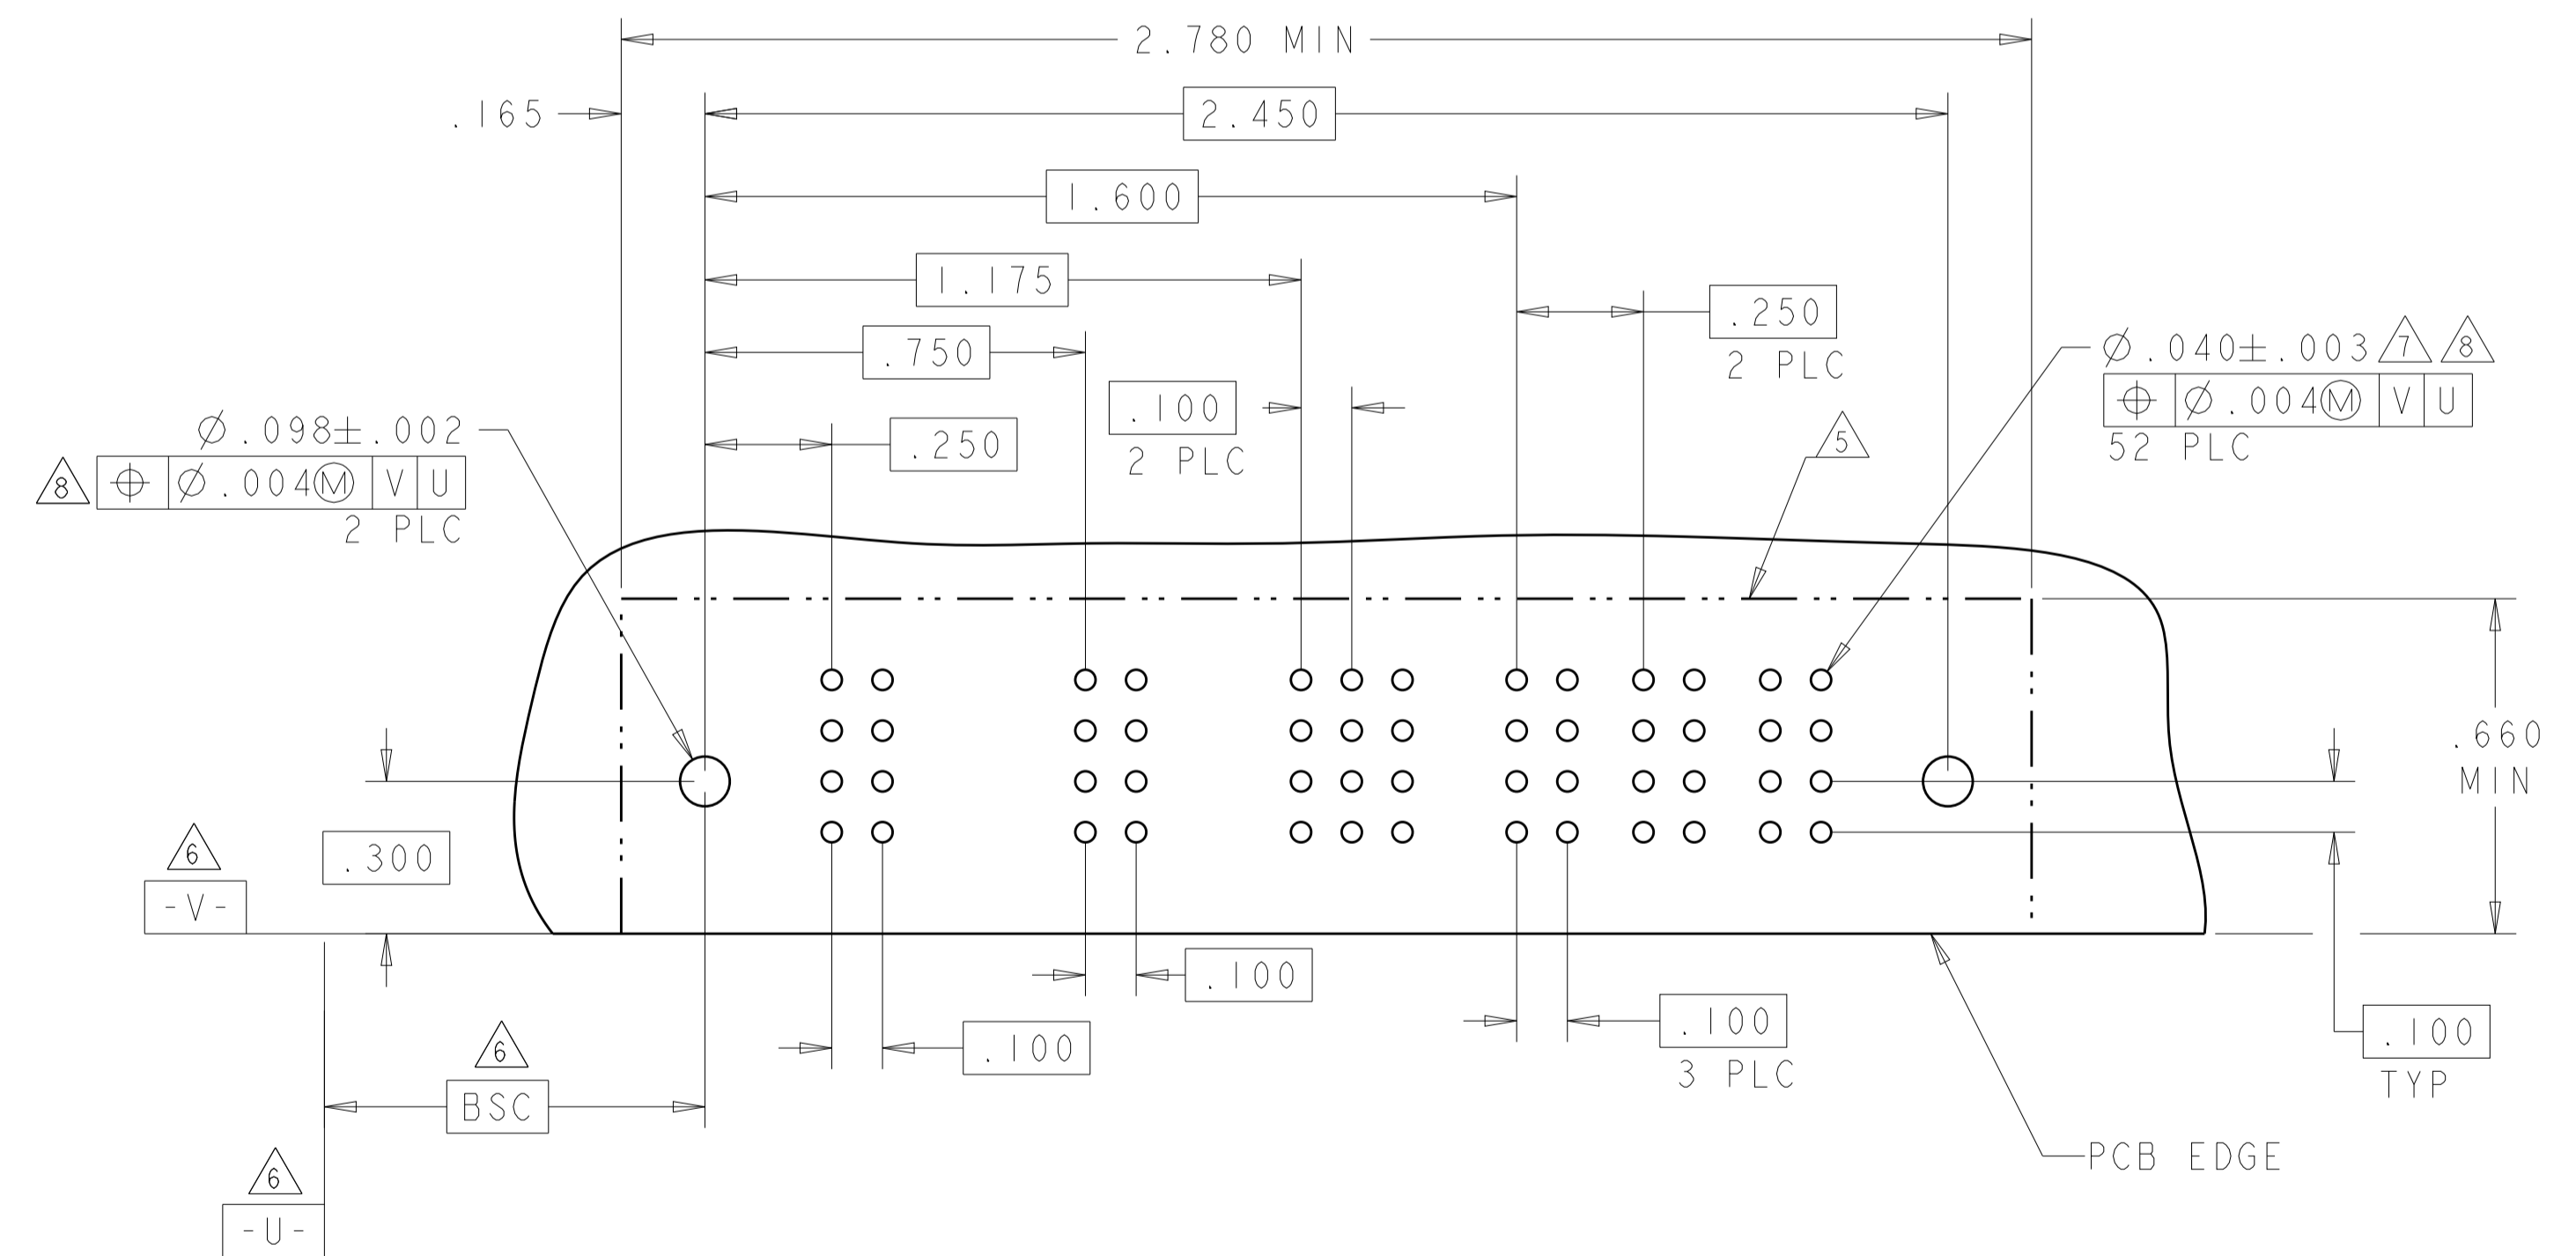 2.780 MIN
.165
2.450
1.600
1.175
.250
2 PLC
.750
Ø.040±.003 7 8
⌖ Ø.004Ⓜ V U
52 PLC
.100
2 PLC
.250
5
Ø.098±.002
8 ⌖ Ø.004Ⓜ V U
2 PLC
.660
MIN
6
.300
-V-
.100
.100
3 PLC
.100
TYP
6
.100
BSC
PCB EDGE
6
-U-